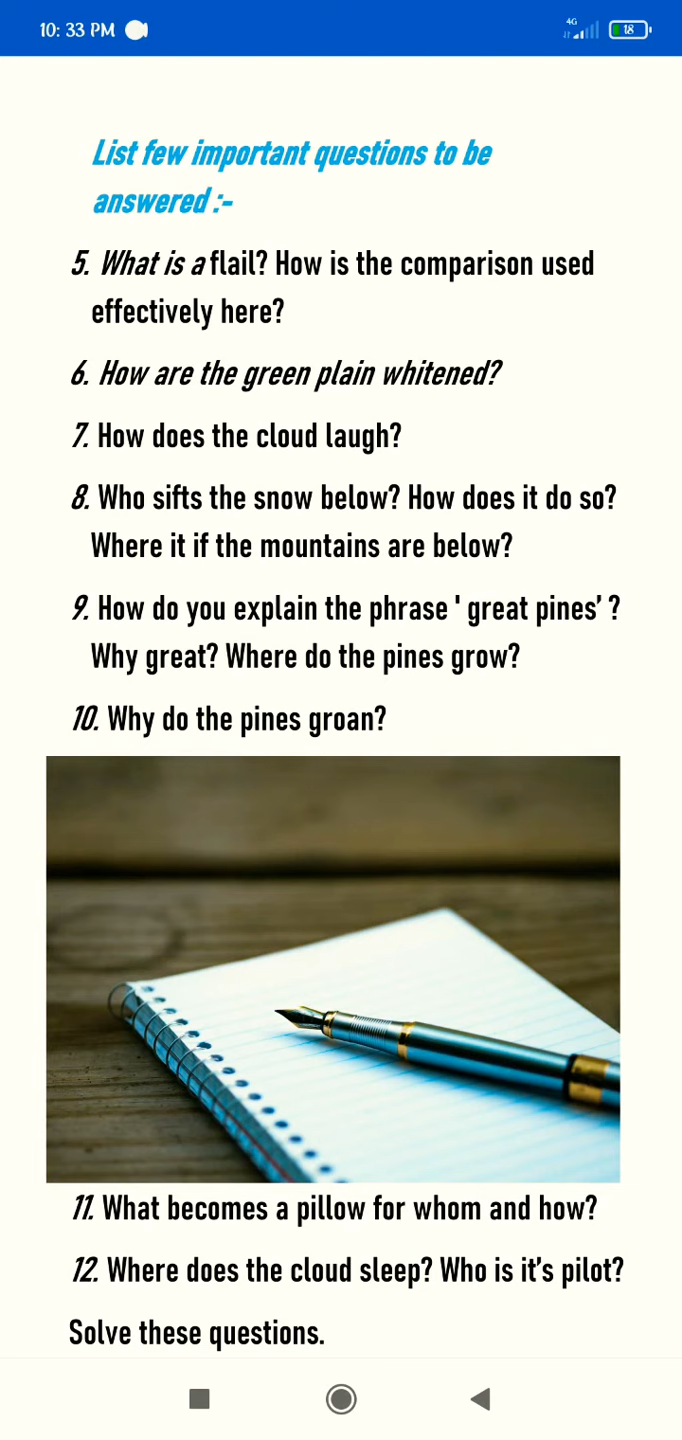 10: 33 PM
4G
18
List few important questions to be
answered :-
5. What is a flail? How is the comparison used
effectively here?
6. How are the green plain whitened?
7. How does the cloud laugh?
8. Who sifts the snow below? How does it do so?
Where it if the mountains are below?
9. How do you explain the phrase ' great pines’ ?
Why great? Where do the pines grow?
10. Why do the pines groan?
11. What becomes a pillow for whom and how?
12. Where does the cloud sleep? Who is it’s pilot?
Solve these questions.